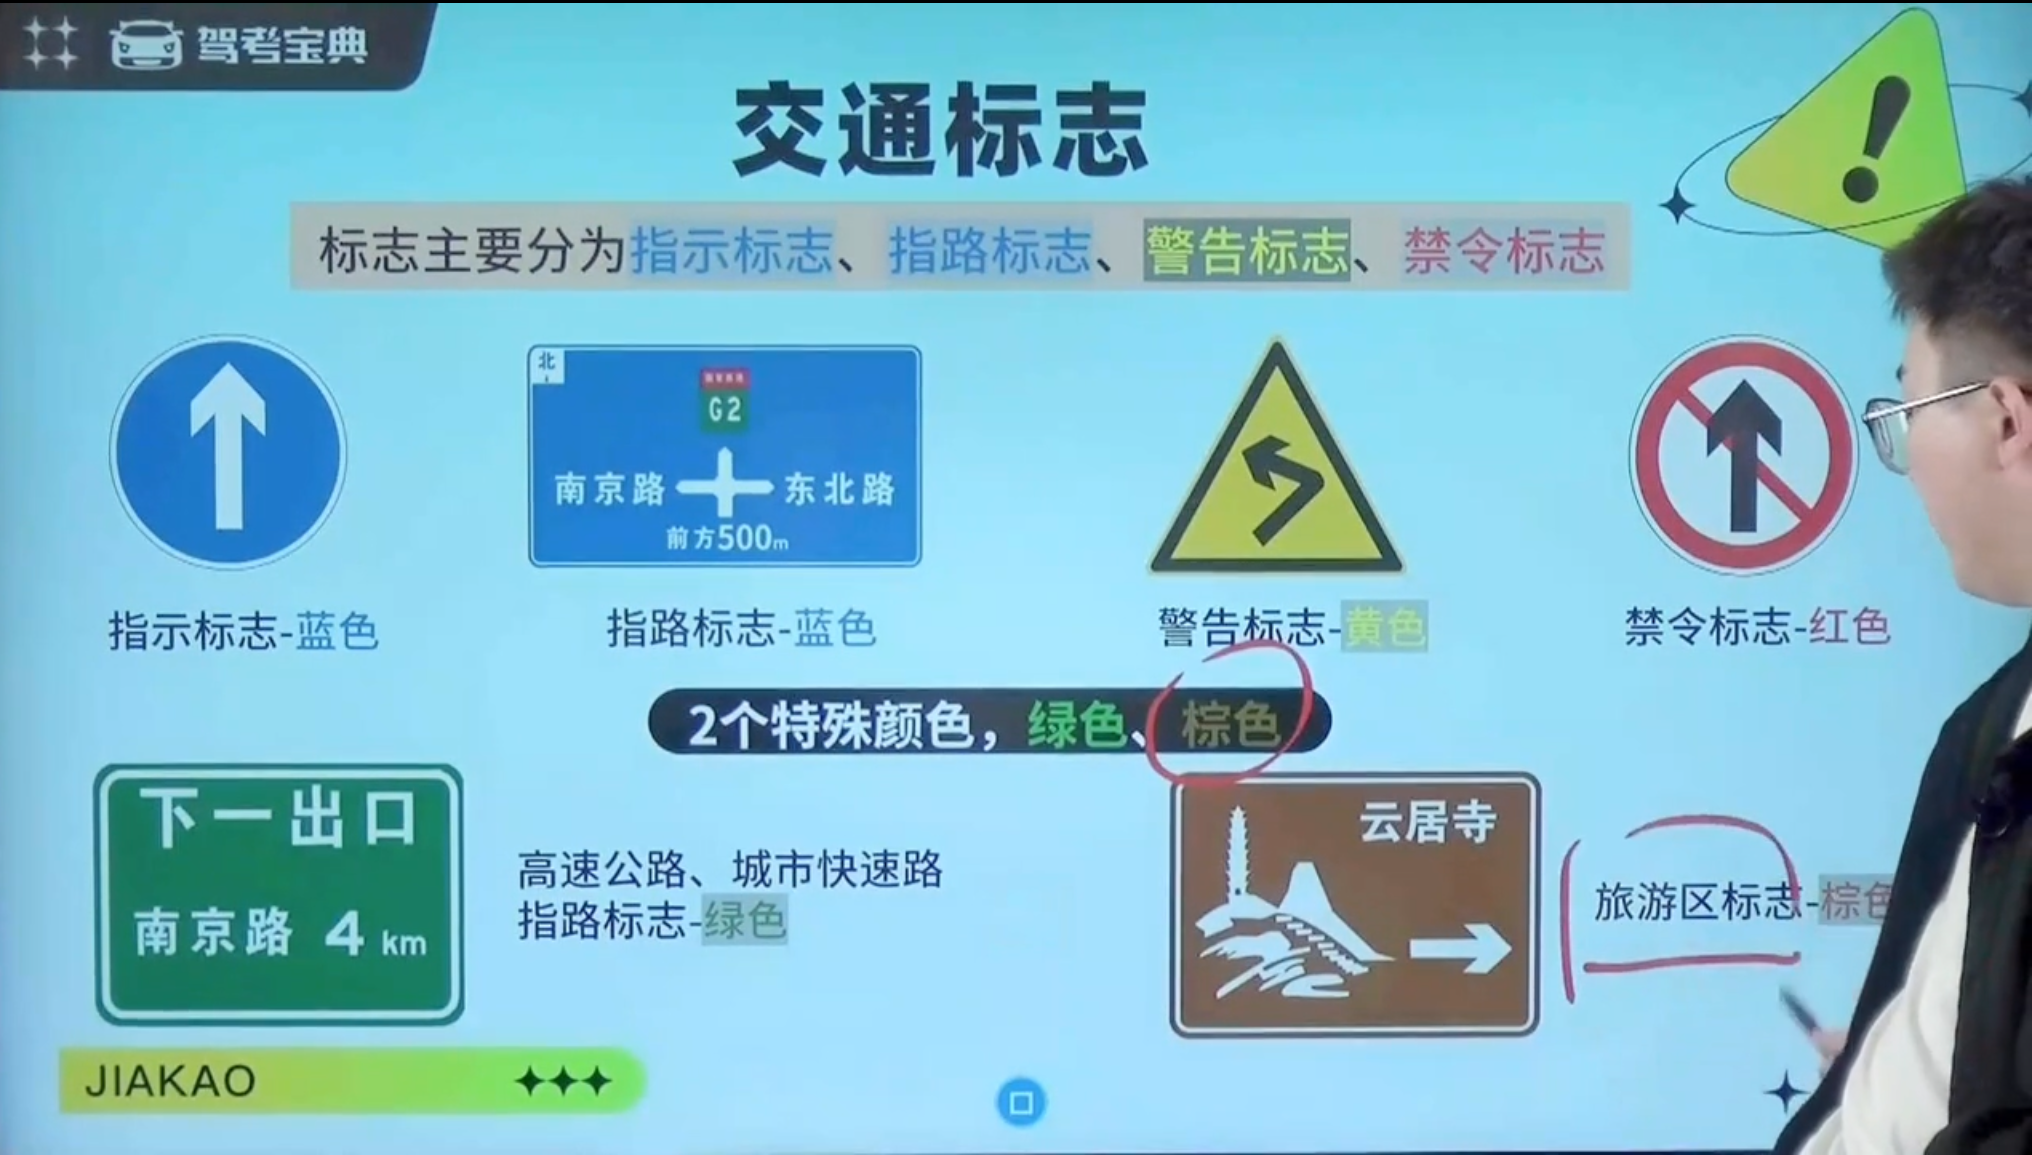 驾考宝典
交通标志
标志主要分为指示标志、指路标志、警告标志、禁令标志
北
G2
南京路 东北路
前方500m
指示标志-蓝色
指路标志-蓝色
警告标志-黄色
禁令标志-红色
2个特殊颜色，绿色、棕色
下一出口
南京路 4 km
高速公路、城市快速路
指路标志-绿色
云居寺
旅游区标志-棕色
JIAKAO